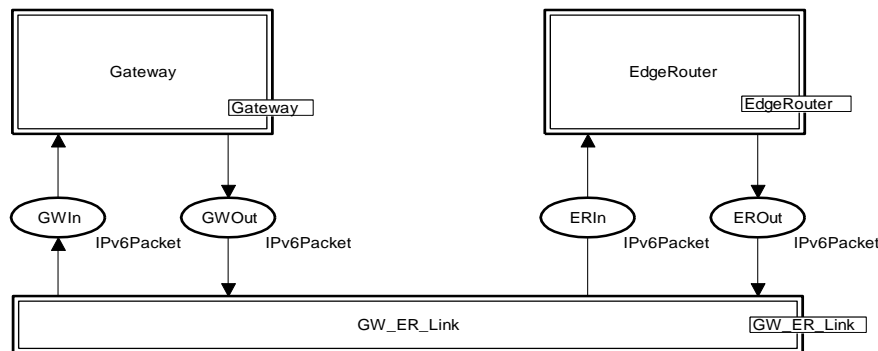 Gateway
EdgeRouter
Gateway
EdgeRouter
GWIn
GWOut
ERIn
EROut
IPv6Packet
IPv6Packet
IPv6Packet
IPv6Packet
GW_ER_Link
GW_ER_Link